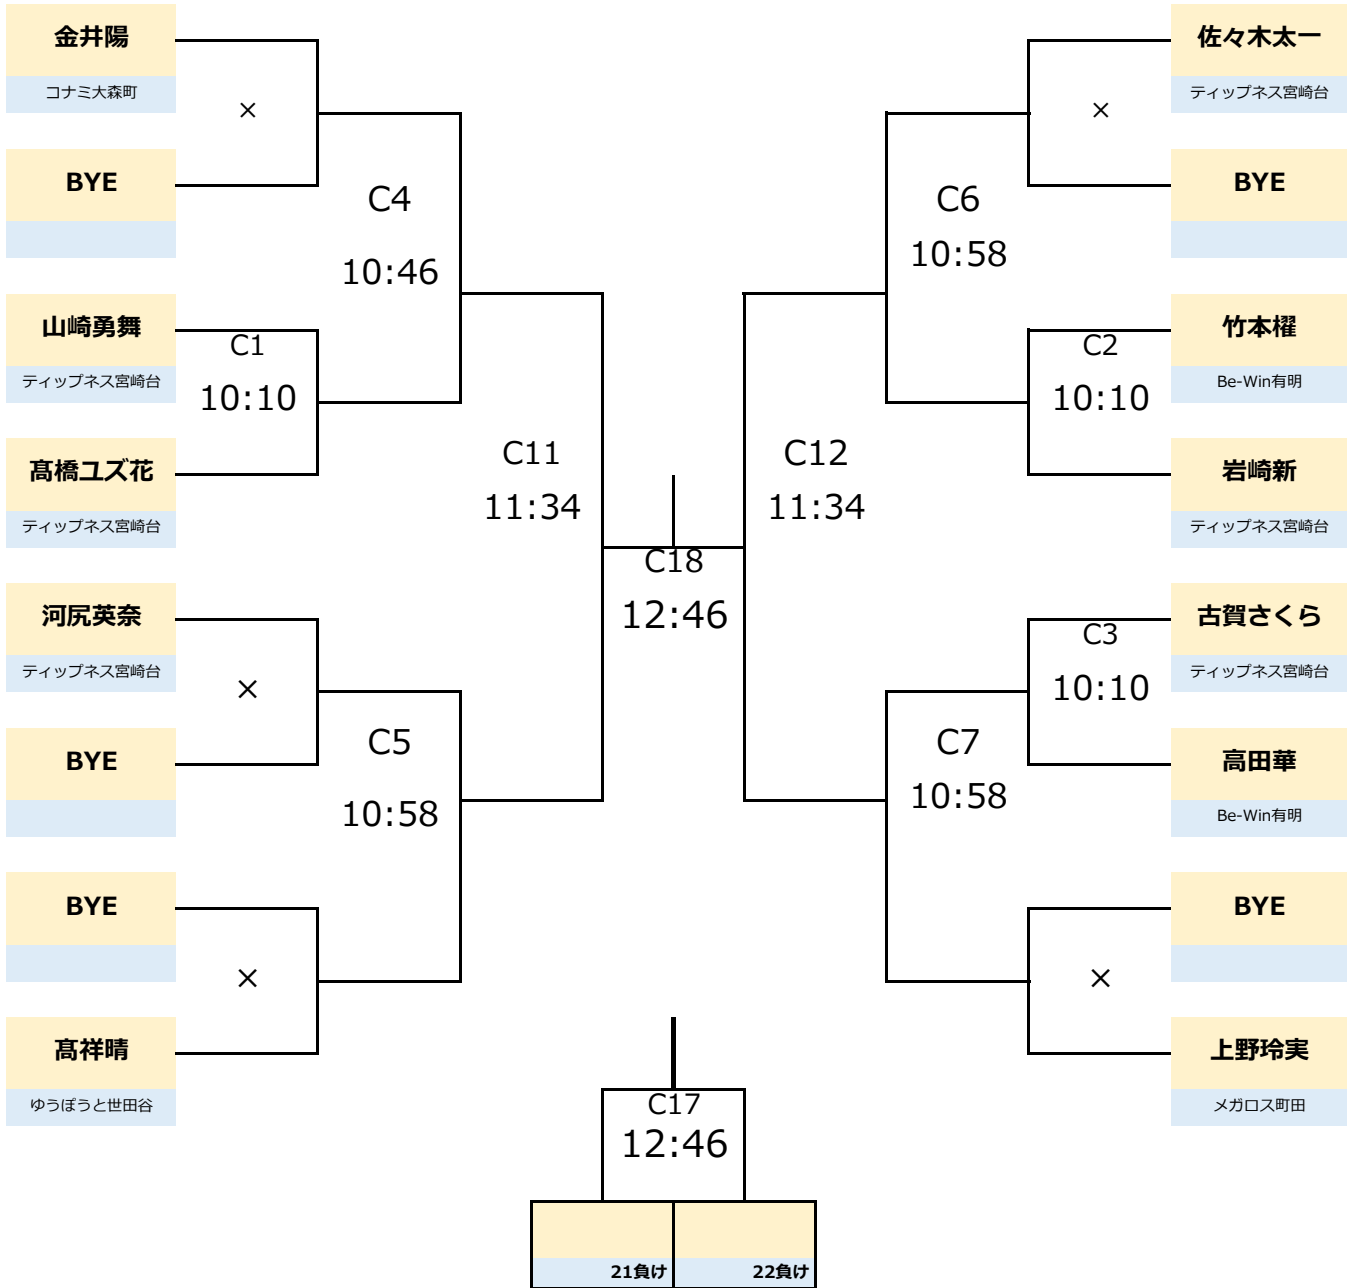 金井陽
コナミ大森町
×
BYE
C4
10:46
山崎勇舞
ティップネス宮崎台
C1
10:10
髙橋ユズ花
ティップネス宮崎台
C11
11:34
河尻英奈
ティップネス宮崎台
×
BYE
C5
10:58
BYE
×
髙祥晴
ゆうぽうと世田谷
C18
12:46
C17
12:46
21負け
22負け
佐々木太一
ティップネス宮崎台
×
BYE
C6
10:58
竹本櫂
Be-Win有明
C2
10:10
岩崎新
ティップネス宮崎台
C12
11:34
古賀さくら
ティップネス宮崎台
C3
10:10
高田華
Be-Win有明
C7
10:58
BYE
×
上野玲実
メガロス町田